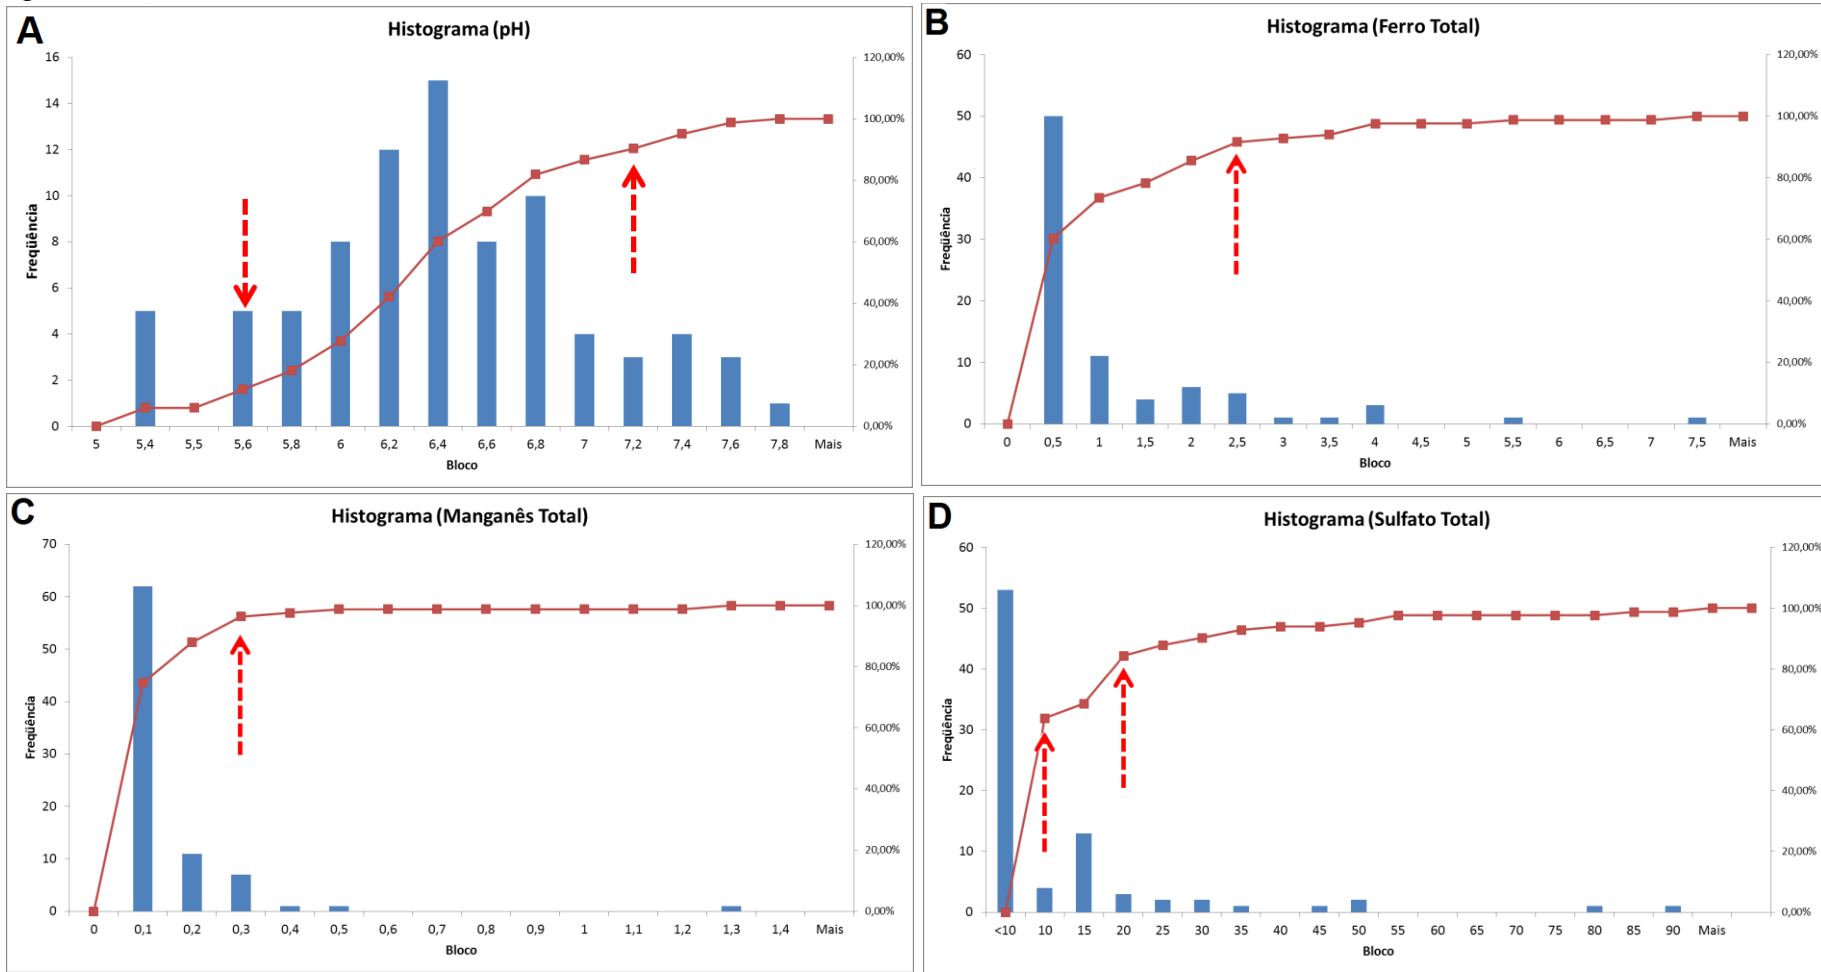 A
Histograma (pH)
16
14
12
10
8
6
4
2
0
120,00%
100,00%
80,00%
60,00%
40,00%
20,00%
0,00%
Freqüência
5 5,4 5,5 5,6 5,8 6 6,2 6,4 6,6 6,8 7 7,2 7,4 7,6 7,8 Mais
Bloco
B
Histograma (Ferro Total)
60
50
40
30
20
10
0
120,00%
100,00%
80,00%
60,00%
40,00%
20,00%
0,00%
Freqüência
0 0,5 1 1,5 2 2,5 3 3,5 4 4,5 5 5,5 6 6,5 7 7,5 Mais
Bloco
C
Histograma (Manganês Total)
70
60
50
40
30
20
10
0
120,00%
100,00%
80,00%
60,00%
40,00%
20,00%
0,00%
Freqüência
0 0,1 0,2 0,3 0,4 0,5 0,6 0,7 0,8 0,9 1 1,1 1,2 1,3 1,4 Mais
Bloco
D
Histograma (Sulfato Total)
60
50
40
30
20
10
0
120,00%
100,00%
80,00%
60,00%
40,00%
20,00%
0,00%
Freqüência
<10 10 15 20 25 30 35 40 45 50 55 60 65 70 75 80 85 90 Mais
Bloco